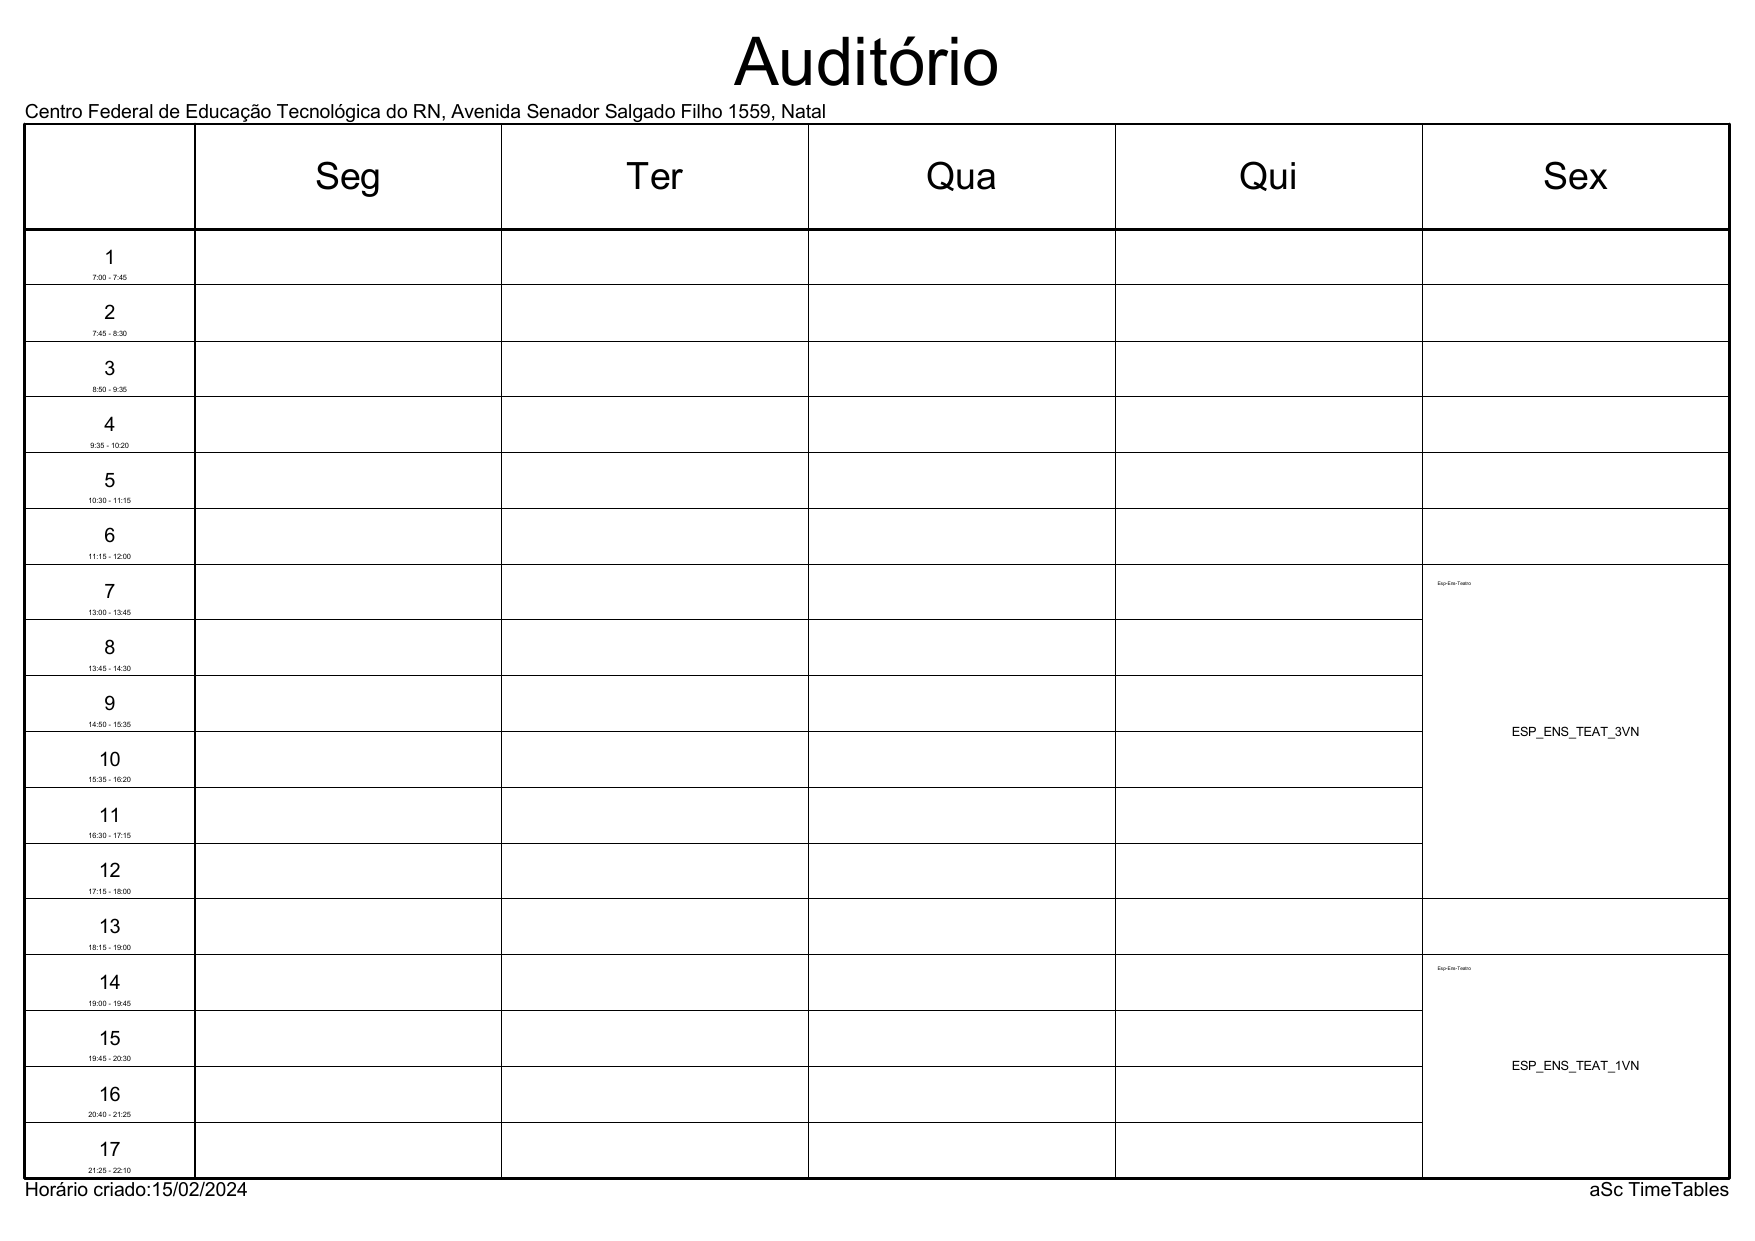 Auditório
Centro Federal de Educação Tecnológica do RN, Avenida Senador Salgado Filho 1559, Natal
Seg Ter Qua Qui Sex
1
7:00 - 7:45
2
7:45 - 8:30
3
8:50 - 9:35
4
9:35 - 10:20
5
10:30 - 11:15
6
11:15 - 12:00
7
13:00 - 13:45
Esp-Ens-Teatro
8
13:45 - 14:30
9
14:50 - 15:35
ESP_ENS_TEAT_3VN
10
15:35 - 16:20
11
16:30 - 17:15
12
17:15 - 18:00
13
18:15 - 19:00
Esp-Ens-Teatro
14
19:00 - 19:45
15
19:45 - 20:30
ESP_ENS_TEAT_1VN
16
20:40 - 21:25
17
21:25 - 22:10
Horário criado:15/02/2024 aSc TimeTables